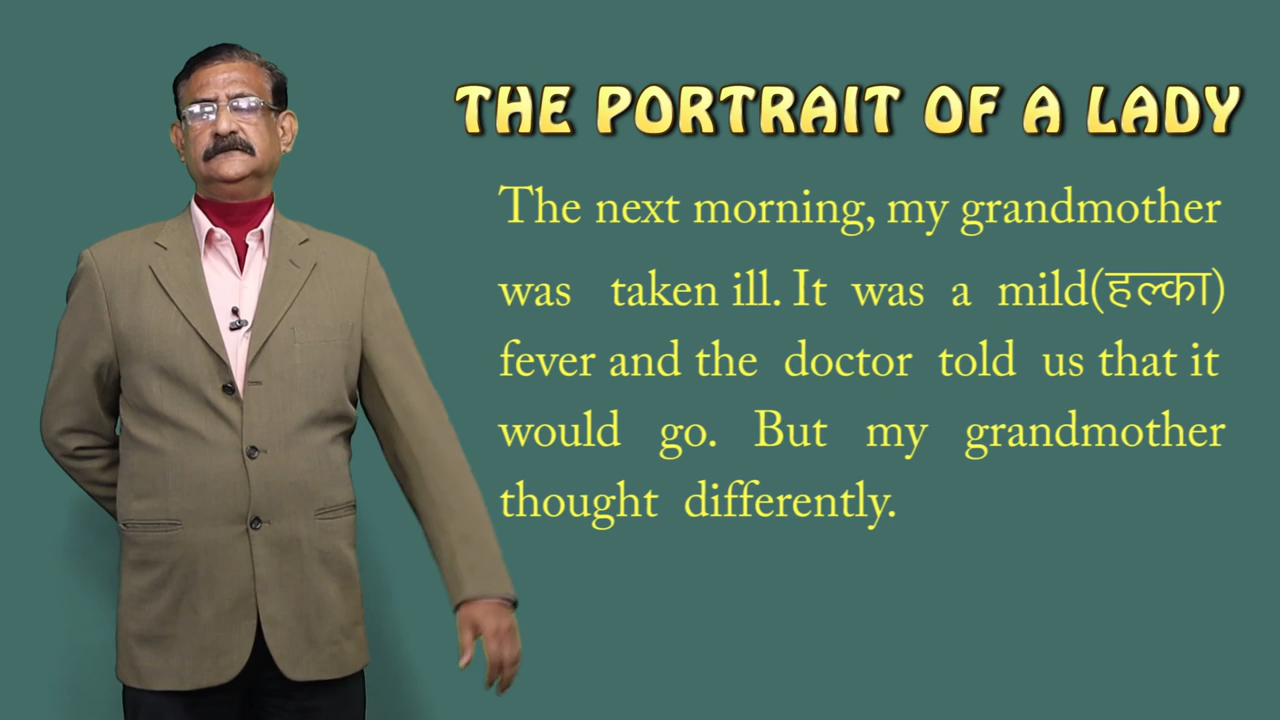 THE PORTRAIT OF A LADY
The next morning, my grandmother
was taken ill. It was a mild(हल्का)
fever and the doctor told us that it
would go. But my grandmother
thought differently.